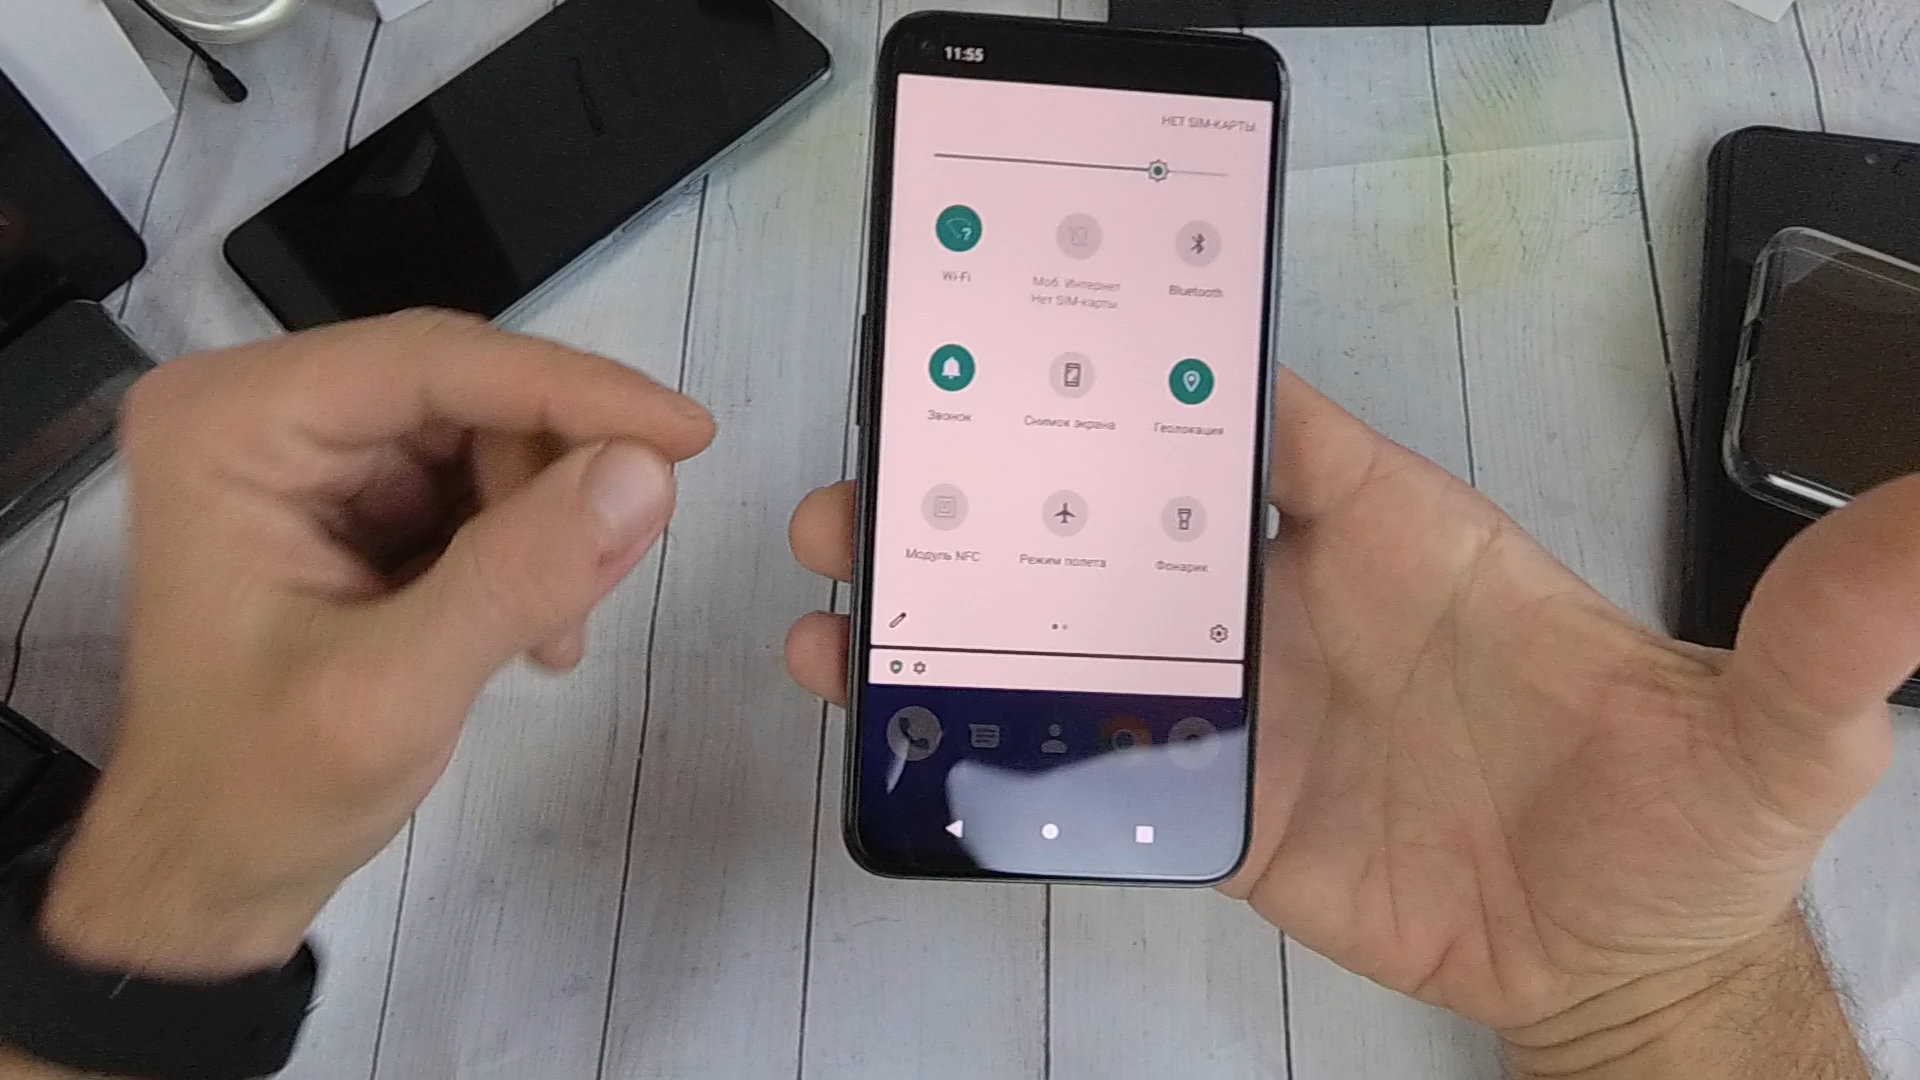 11:55
НЕТ SIM-КАРТЫ
Wi-Fi
Моб. Интернет
Нет SIM-карты
Bluetooth
Звонок
Снимок экрана
Геолокация
Модуль NFC
Режим полета
Фонарик